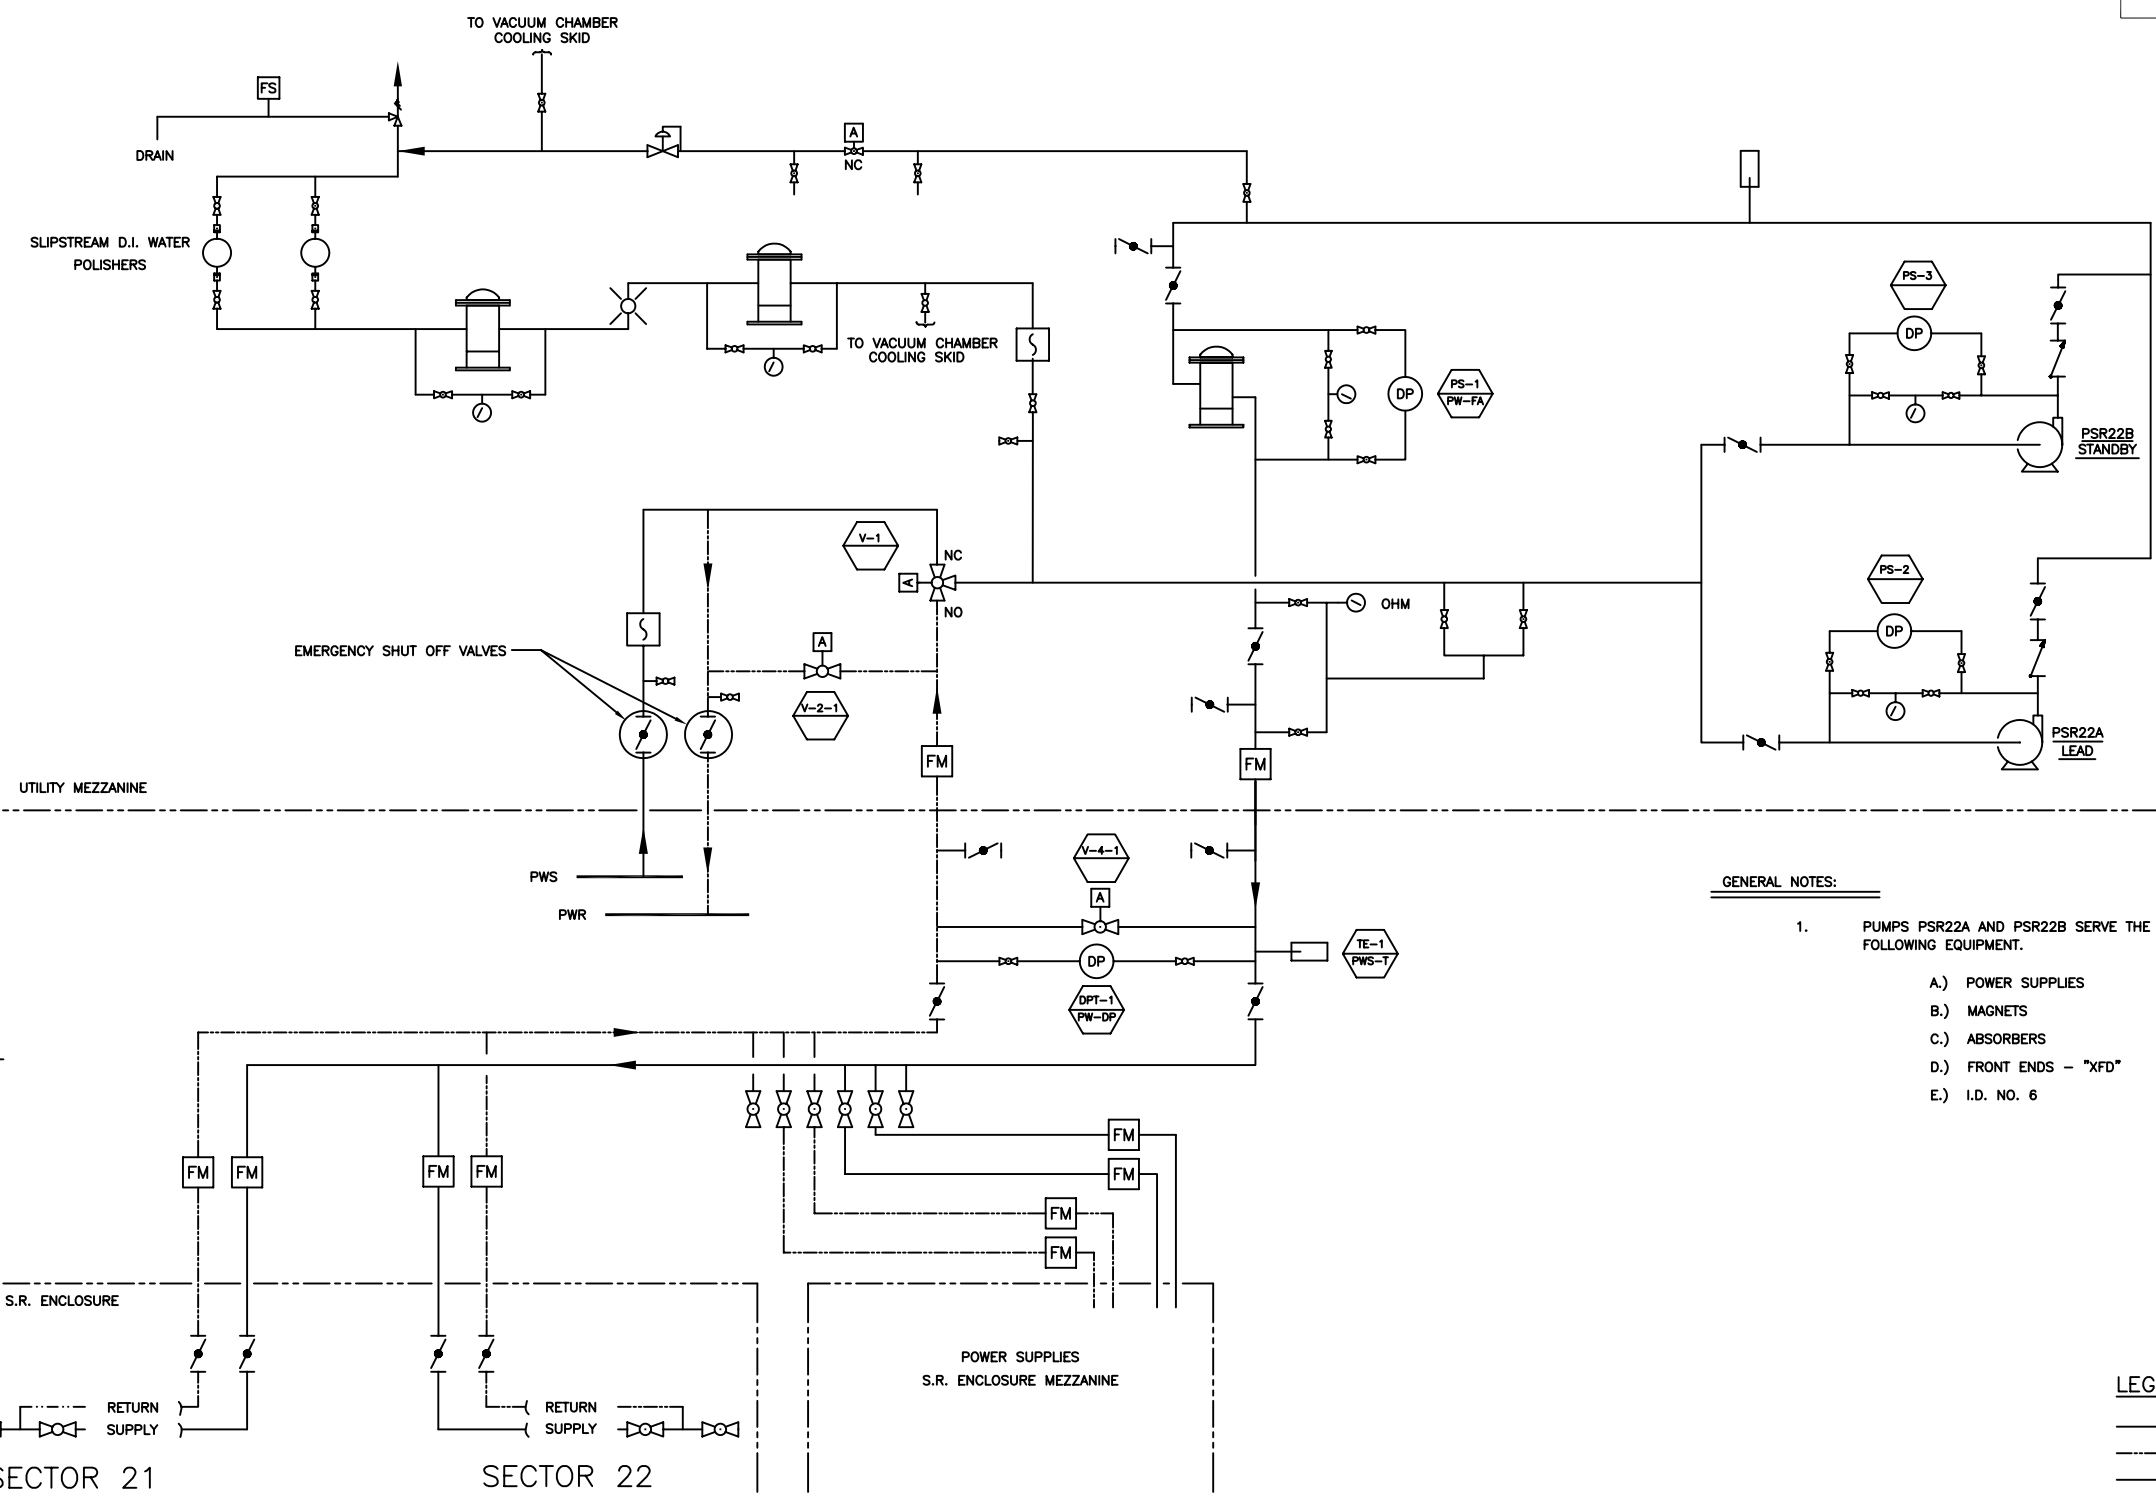 TO VACUUM CHAMBER
COOLING SKID
FS
DRAIN
A
NC
SLIPSTREAM D.I. WATER
POLISHERS
TO VACUUM CHAMBER
COOLING SKID
DP
PS-1
PW-FA
PS-3
DP
PSR22B
STANDBY
V-1
NC
A
NO
OHM
PS-2
DP
PSR22A
LEAD
EMERGENCY SHUT OFF VALVES
A
V-2-1
FM
FM
UTILITY MEZZANINE
PWS
PWR
V-4-1
A
DP
DPT-1
PW-DP
TE-1
PWS-T
GENERAL NOTES:
1. PUMPS PSR22A AND PSR22B SERVE THE
FOLLOWING EQUIPMENT.
A.) POWER SUPPLIES
B.) MAGNETS
C.) ABSORBERS
D.) FRONT ENDS - "XFD"
E.) I.D. NO. 6
FM
FM
FM
FM
FM
FM
FM
FM
S.R. ENCLOSURE
POWER SUPPLIES
S.R. ENCLOSURE MEZZANINE
RETURN
SUPPLY
RETURN
SUPPLY
SECTOR 21
SECTOR 22
LEG